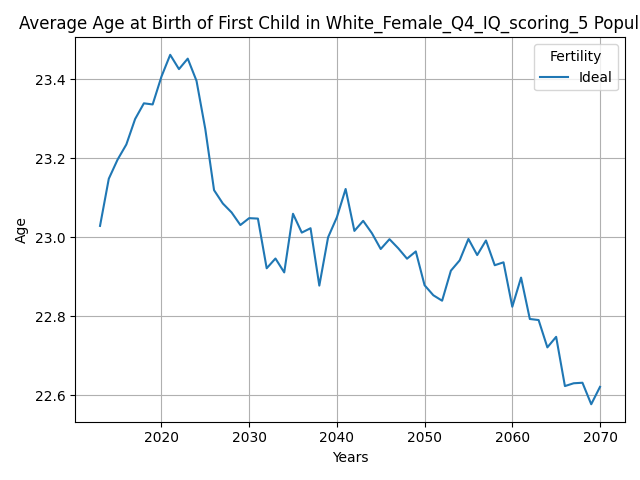 Average Age at Birth of First Child in White_Female_Q4_IQ_scoring_5 Popul
Fertility
Ideal
23.4
23.2
23.0
22.8
22.6
Age
2020 2030 2040 2050 2060 2070
Years